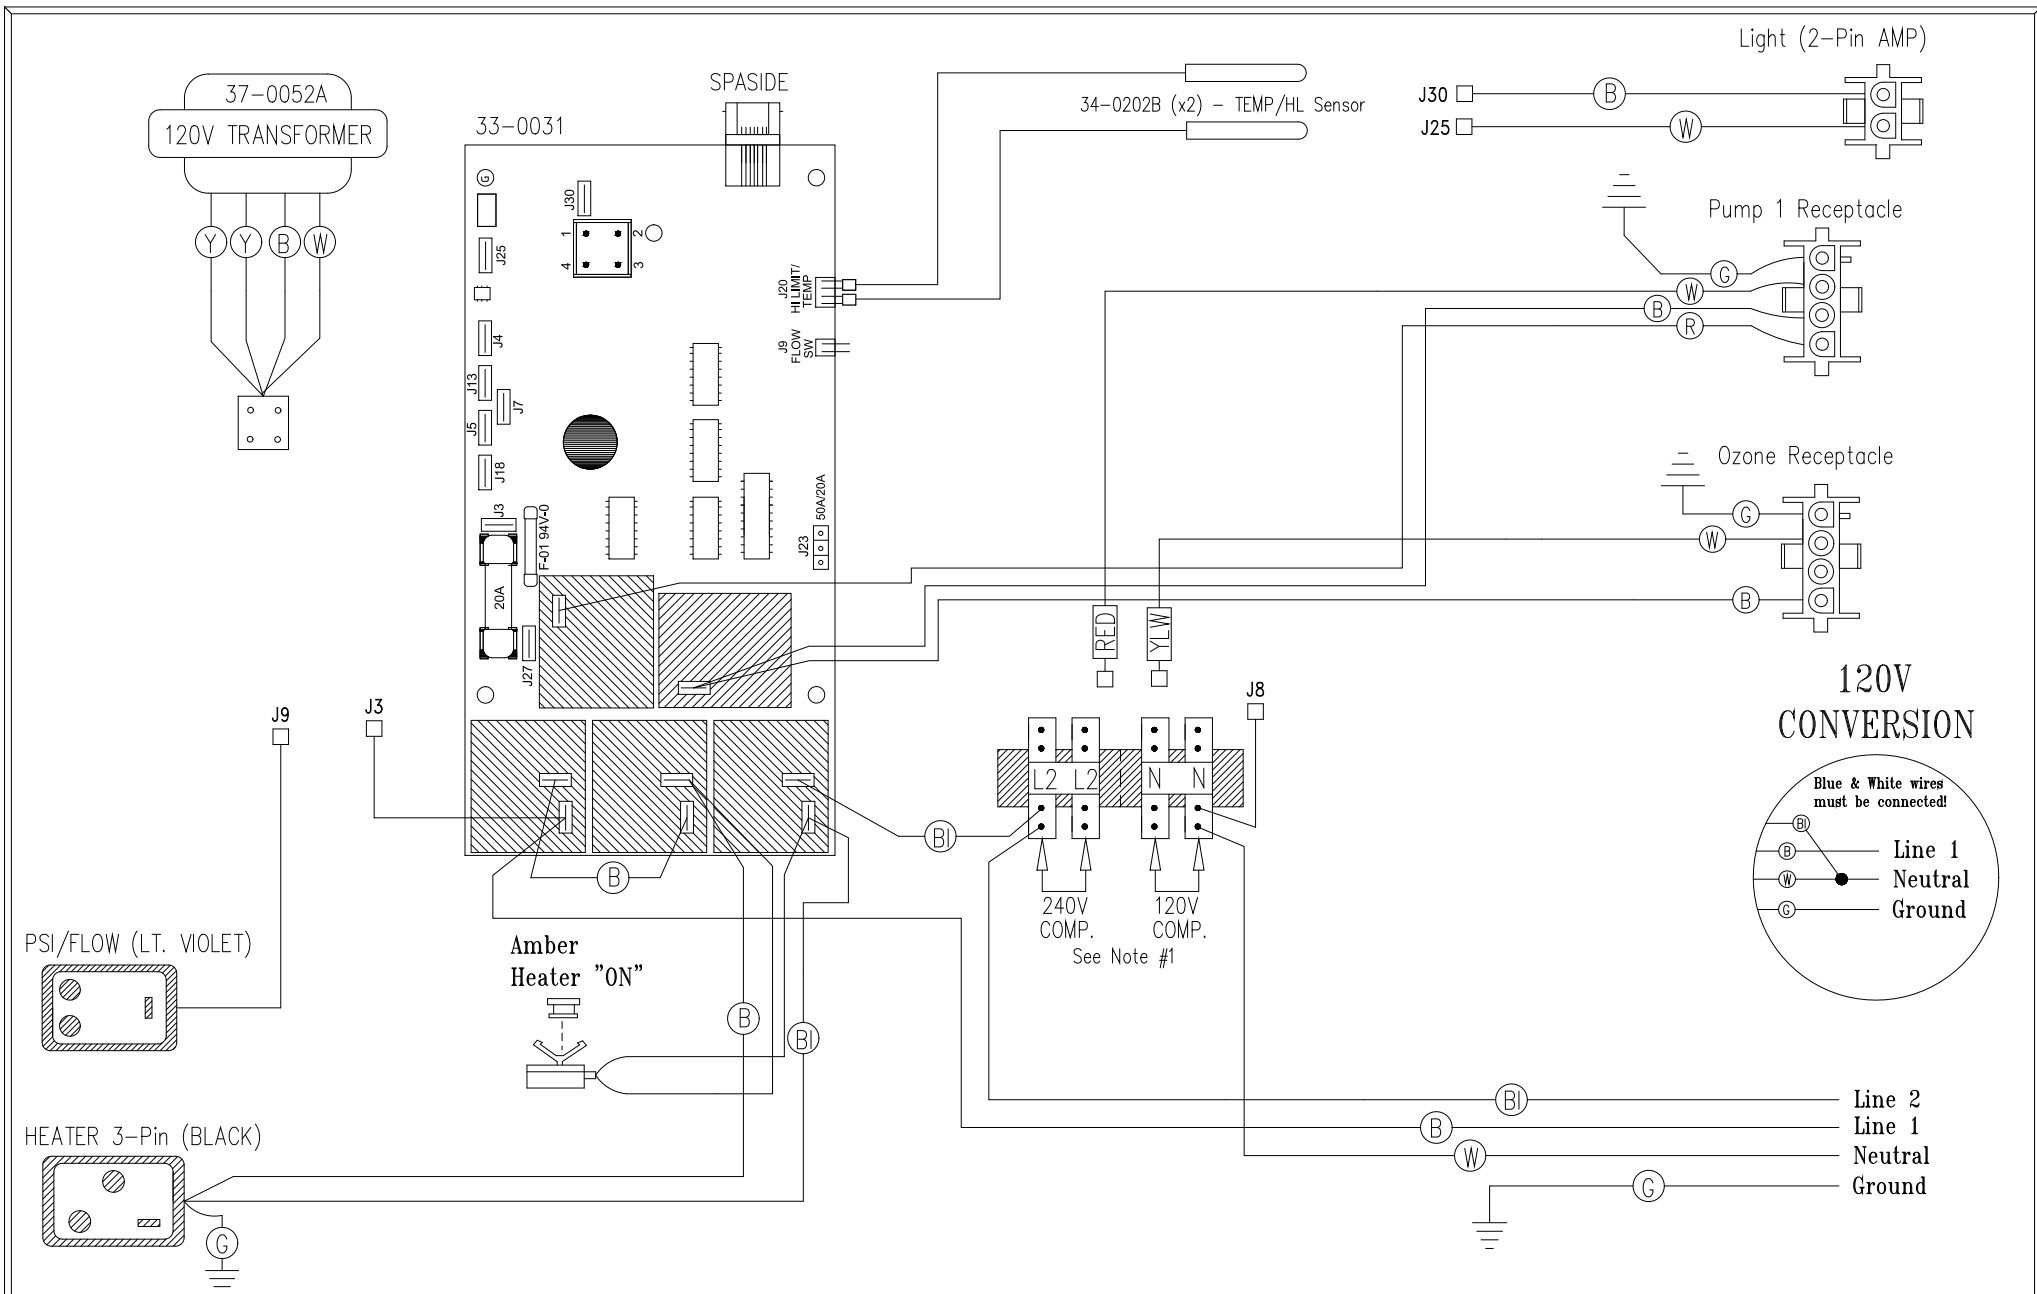 Light (2-Pin AMP)
37-0052A
120V TRANSFORMER
Y Y B W
SPASIDE
33-0031
34-0202B (x2) - TEMP/HL Sensor
J30
B
J25
W
Pump 1 Receptacle
G
W
B
R
G
J30
1
2
4
3
J25
J20
HI LIMIT/
TEMP
J4
J9
FLOW
SW
J13
J7
J5
J18
J3
F-01 94V-0
20A
J27
J23
50A/20A
Ozone Receptacle
G
W
B
RED
YLW
J8
J9
J3
L2 L2 N N
240V
COMP.
120V
COMP.
See Note #1
120V
CONVERSION
Blue & White wires
must be connected!
Bl
B
Line 1
W
Neutral
G
Ground
Bl
B
PSI/FLOW (LT. VIOLET)
Amber
Heater "ON"
B
Bl
HEATER 3-Pin (BLACK)
G
Bl
Line 2
B
Line 1
W
Neutral
G
Ground